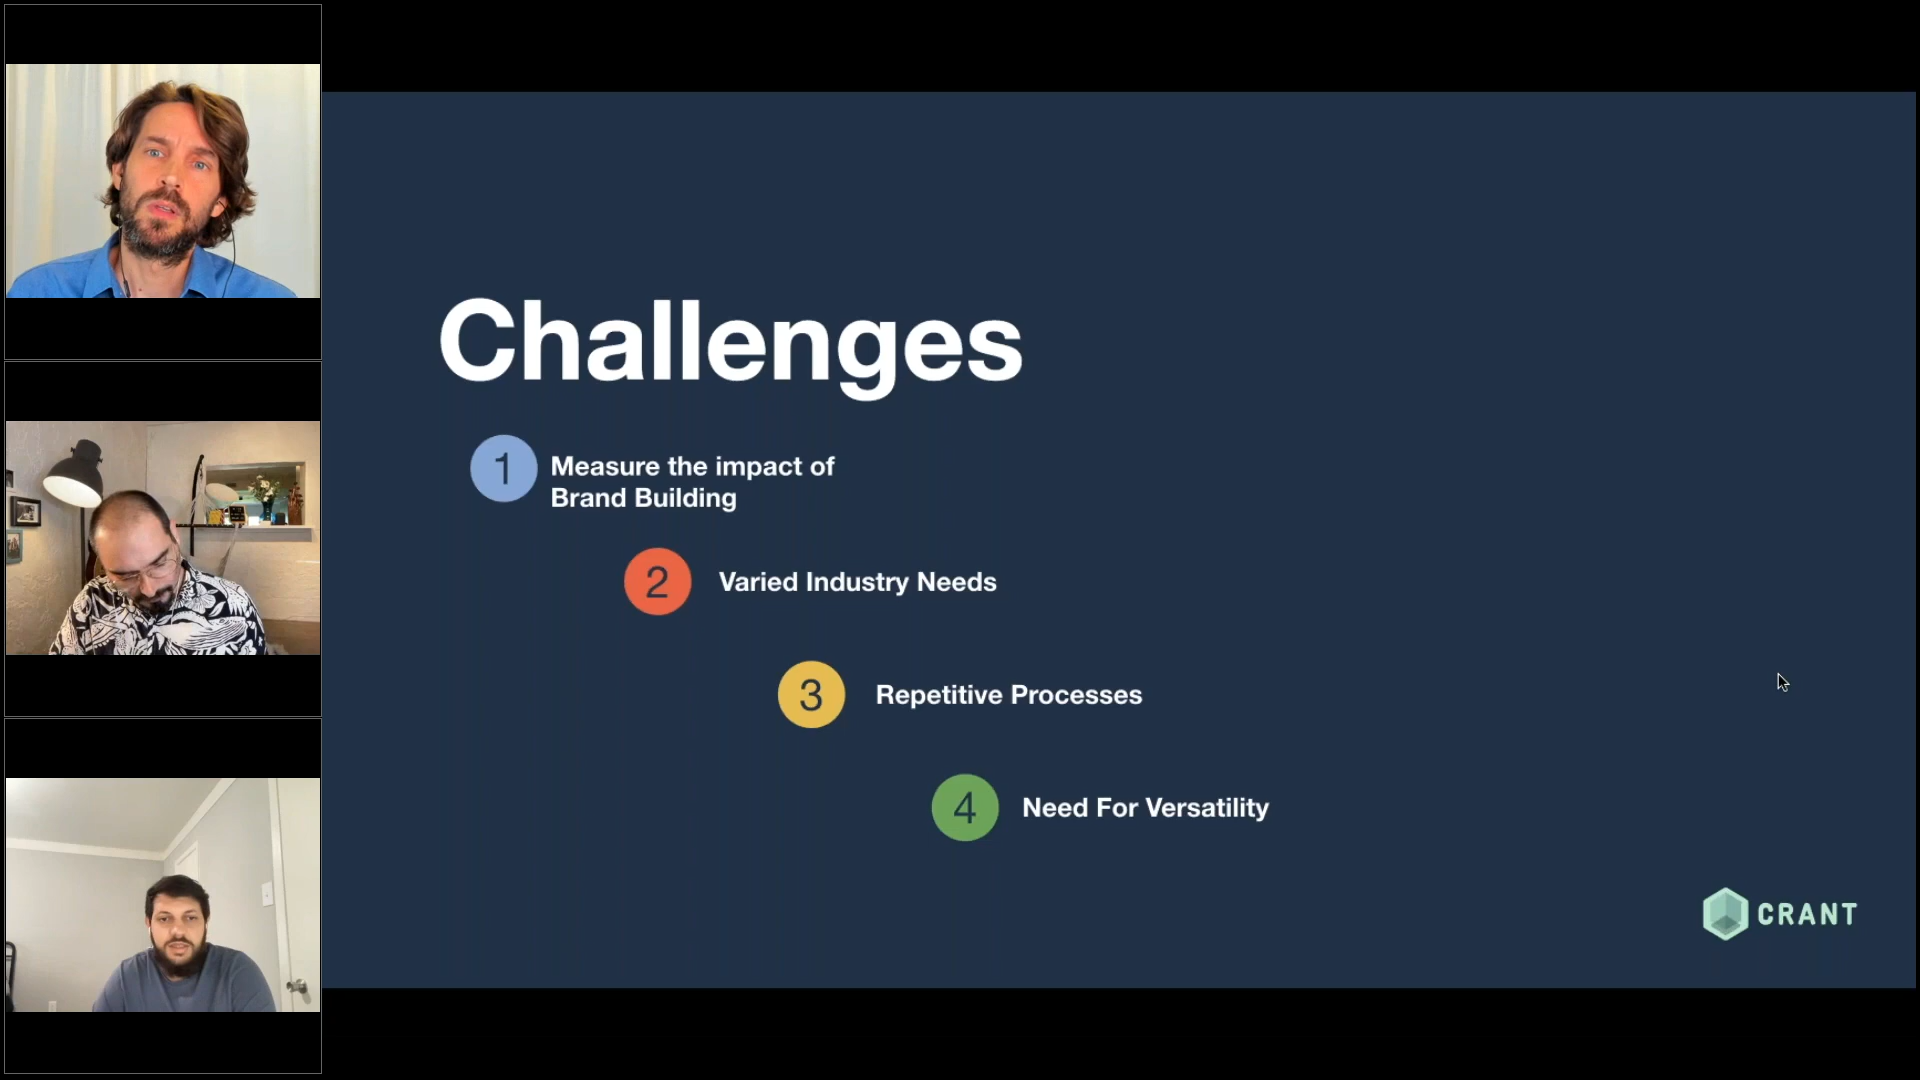 Challenges
1
Measure the impact of
Brand Building
2
Varied Industry Needs
3
Repetitive Processes
4
Need For Versatility
CRANT